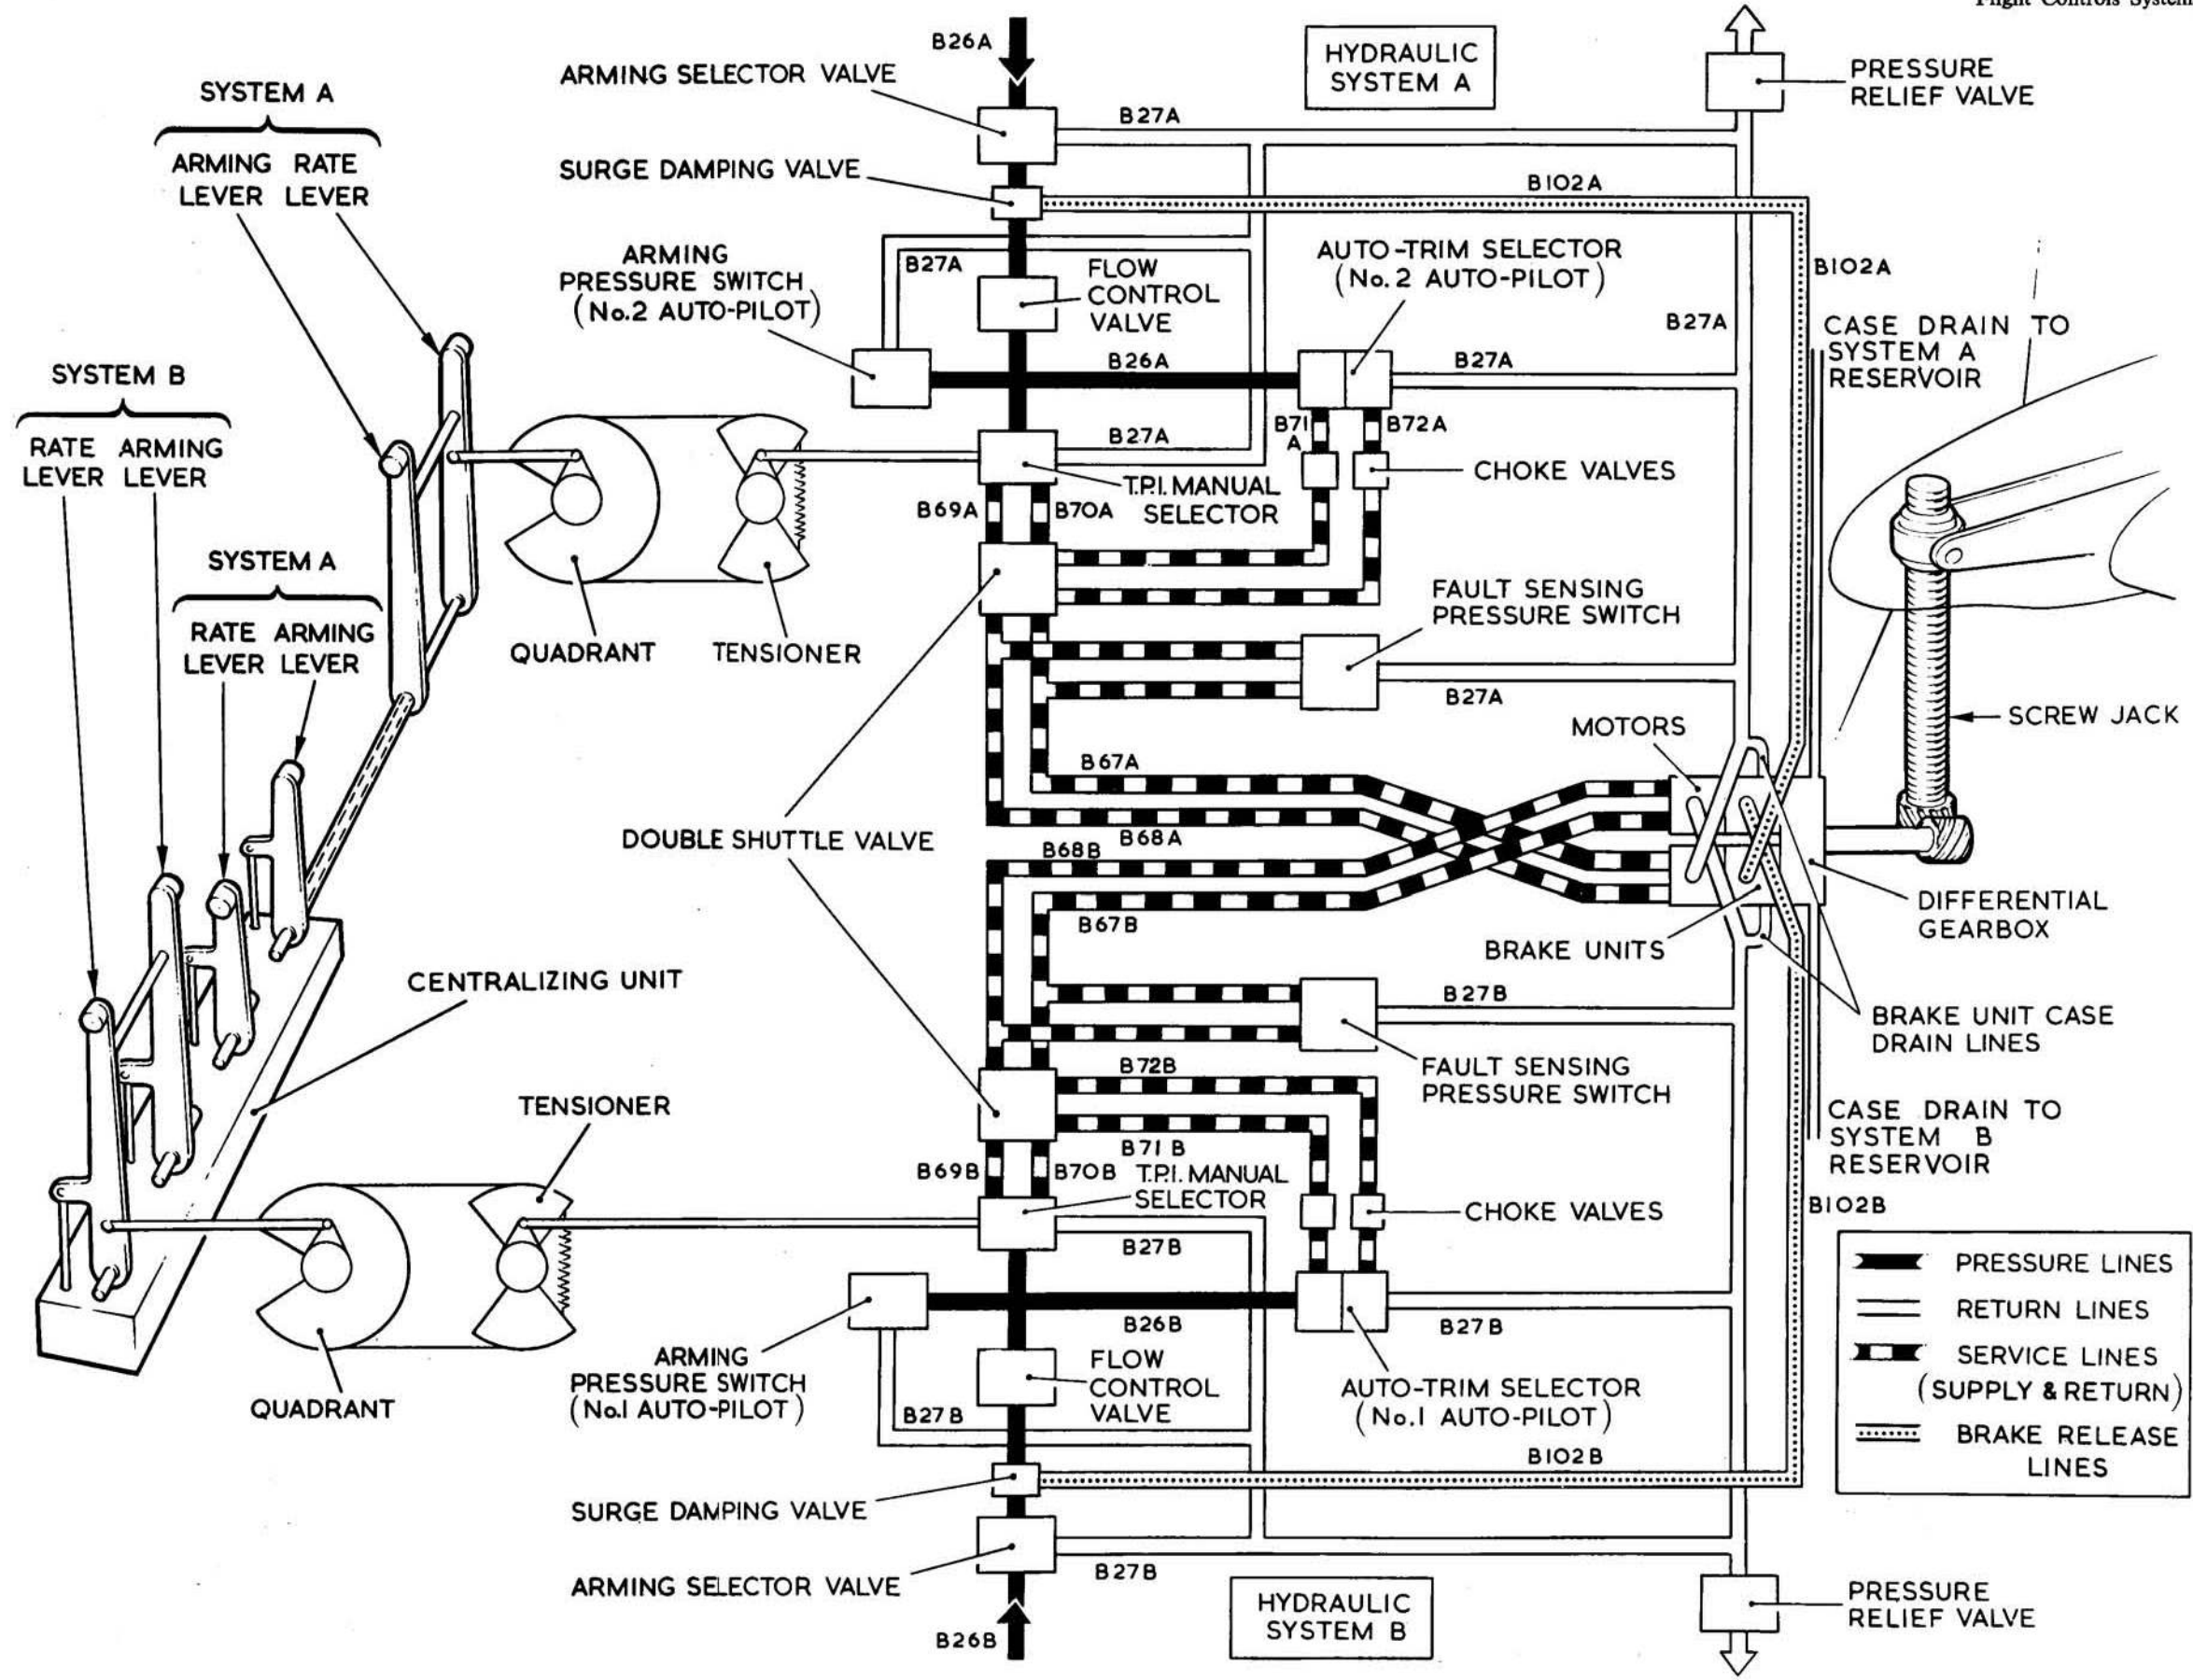 Flight Controls System
B26A
HYDRAULIC
SYSTEM A
ARMING SELECTOR VALVE
PRESSURE
RELIEF VALVE
SYSTEM A
B27A
ARMING RATE
LEVER LEVER
SURGE DAMPING VALVE
B102A
ARMING
PRESSURE SWITCH
(No.2 AUTO-PILOT)
B27A
FLOW
CONTROL
VALVE
AUTO-TRIM SELECTOR
(No.2 AUTO-PILOT)
B102A
B27A
CASE DRAIN TO
SYSTEM A
RESERVOIR
SYSTEM B
B26A
B27A
RATE ARMING
LEVER LEVER
B27A
B71
A
B72A
CHOKE VALVES
T.P.I. MANUAL
SELECTOR
B69A
B70A
SYSTEM A
RATE ARMING
LEVER LEVER
QUADRANT
TENSIONER
FAULT SENSING
PRESSURE SWITCH
B27A
SCREW JACK
MOTORS
B67A
DOUBLE SHUTTLE VALVE
B68A
B68B
B67B
DIFFERENTIAL
GEARBOX
BRAKE UNITS
CENTRALIZING UNIT
B27B
BRAKE UNIT CASE
DRAIN LINES
FAULT SENSING
PRESSURE SWITCH
B72B
TENSIONER
CASE DRAIN TO
SYSTEM B
RESERVOIR
B71 B
B69B
B70B
T.P.I. MANUAL
SELECTOR
CHOKE VALVES
B102B
B27B
PRESSURE LINES
RETURN LINES
SERVICE LINES
(SUPPLY & RETURN)
BRAKE RELEASE
LINES
B26B
B27B
ARMING
PRESSURE SWITCH
(No.1 AUTO-PILOT)
FLOW
CONTROL
VALVE
AUTO-TRIM SELECTOR
(No.1 AUTO-PILOT)
QUADRANT
B27B
B102B
SURGE DAMPING VALVE
B27B
ARMING SELECTOR VALVE
HYDRAULIC
SYSTEM B
PRESSURE
RELIEF VALVE
B26B